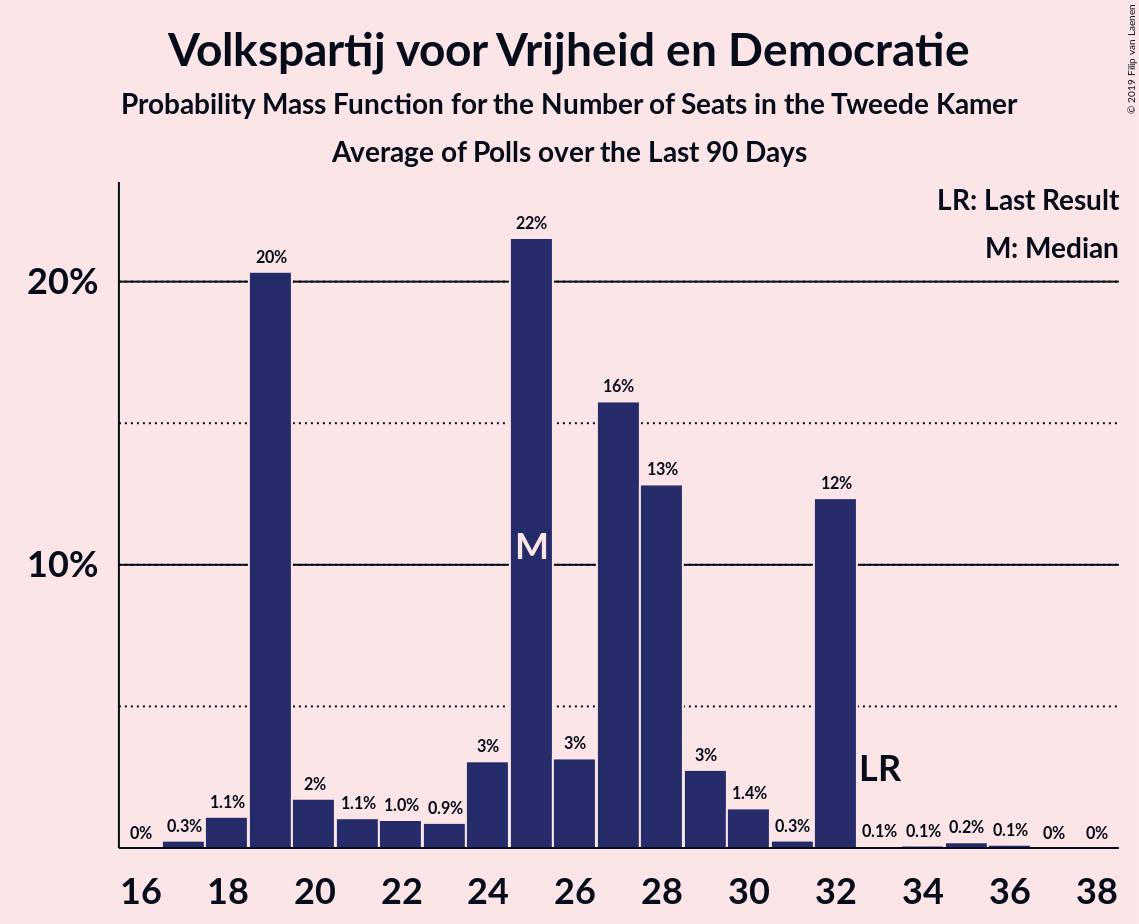 Volkspartij voor Vrijheid en Democratie
Probability Mass Function for the Number of Seats in the Tweede Kamer
Average of Polls over the Last 90 Days
© 2019 Filip van Laenen
LR: Last Result
M: Median
20%
10%
0%
0.3%
1.1%
20%
2%
1.1%
1.0%
0.9%
3%
22%
3%
16%
13%
3%
1.4%
0.3%
12%
0.1%
0.1%
0.2%
0.1%
0%
0%
M
LR
16 18 20 22 24 26 28 30 32 34 36 38